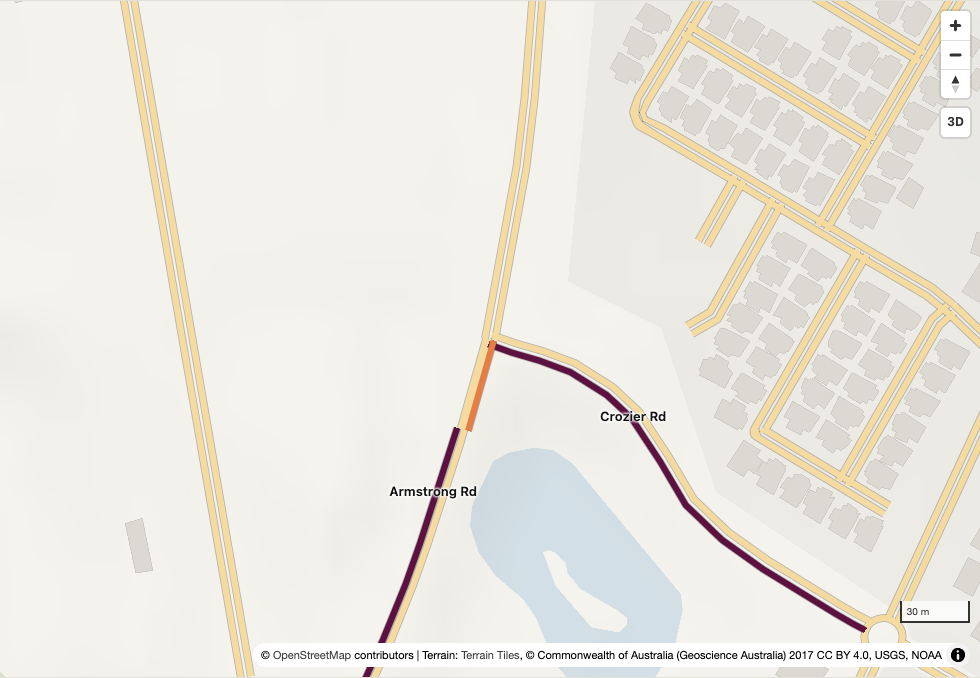 +
−
3D
Crozier Rd
Armstrong Rd
30 m
© OpenStreetMap contributors | Terrain: Terrain Tiles, © Commonwealth of Australia (Geoscience Australia) 2017 CC BY 4.0, USGS, NOAA